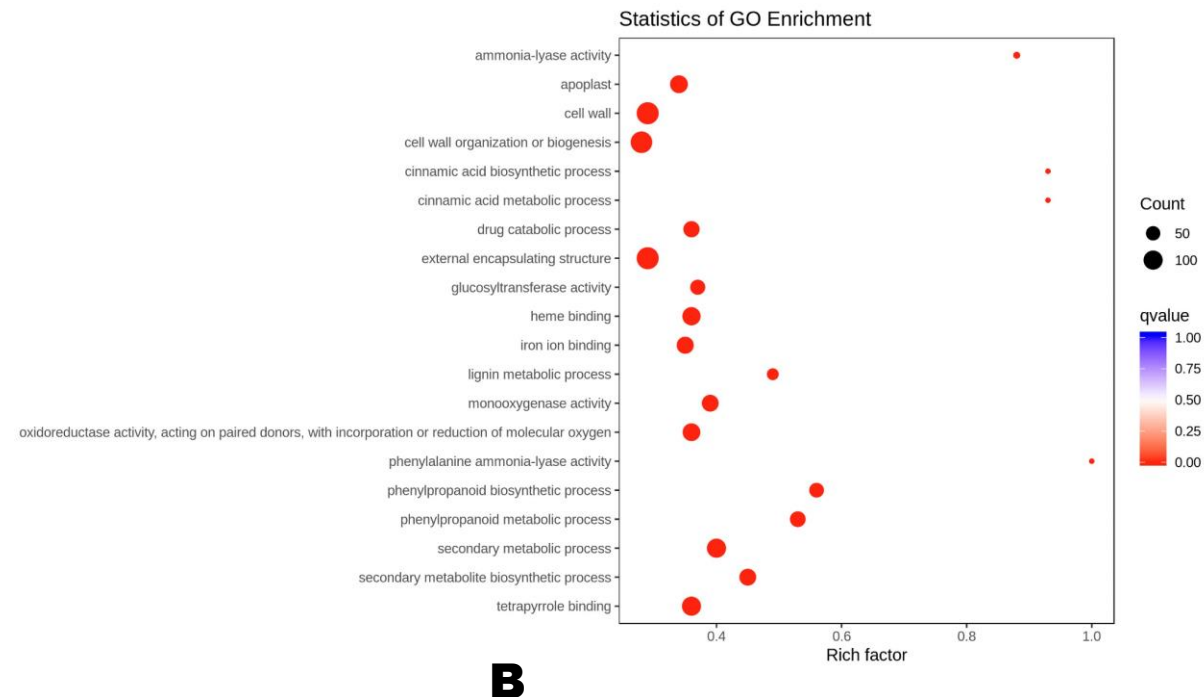 Statistics of GO Enrichment
ammonia-lyase activity
apoplast
cell wall
cell wall organization or biogenesis
cinnamic acid biosynthetic process
cinnamic acid metabolic process
drug catabolic process
external encapsulating structure
glucosyltransferase activity
heme binding
iron ion binding
lignin metabolic process
monooxygenase activity
oxidoreductase activity, acting on paired donors, with incorporation or reduction of molecular oxygen
phenylalanine ammonia-lyase activity
phenylpropanoid biosynthetic process
phenylpropanoid metabolic process
secondary metabolic process
secondary metabolite biosynthetic process
tetrapyrrole binding
0.4 0.6 0.8 1.0
Rich factor
Count
50
100
qvalue
1.00
0.75
0.50
0.25
0.00
B